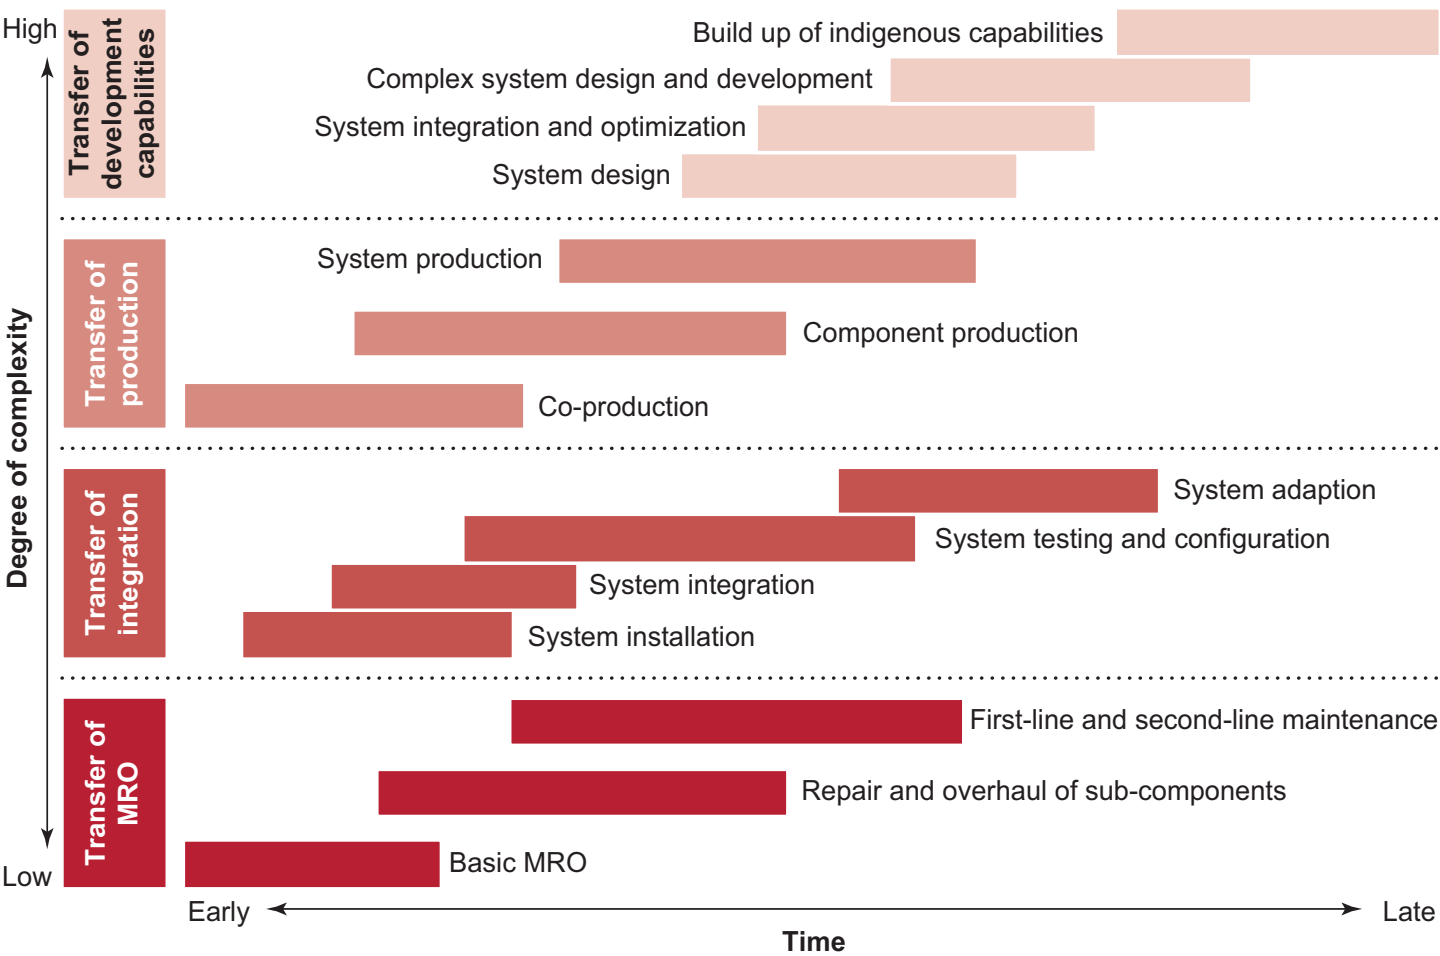 High
Transfer of
development
capabilities
Build up of indigenous capabilities
Complex system design and development
System integration and optimization
System design
Transfer of
production
System production
Component production
Co-production
Degree of complexity
Transfer of
integration
System adaption
System testing and configuration
System integration
System installation
Transfer of
MRO
First-line and second-line maintenance
Repair and overhaul of sub-components
Basic MRO
Low
Early
Late
Time